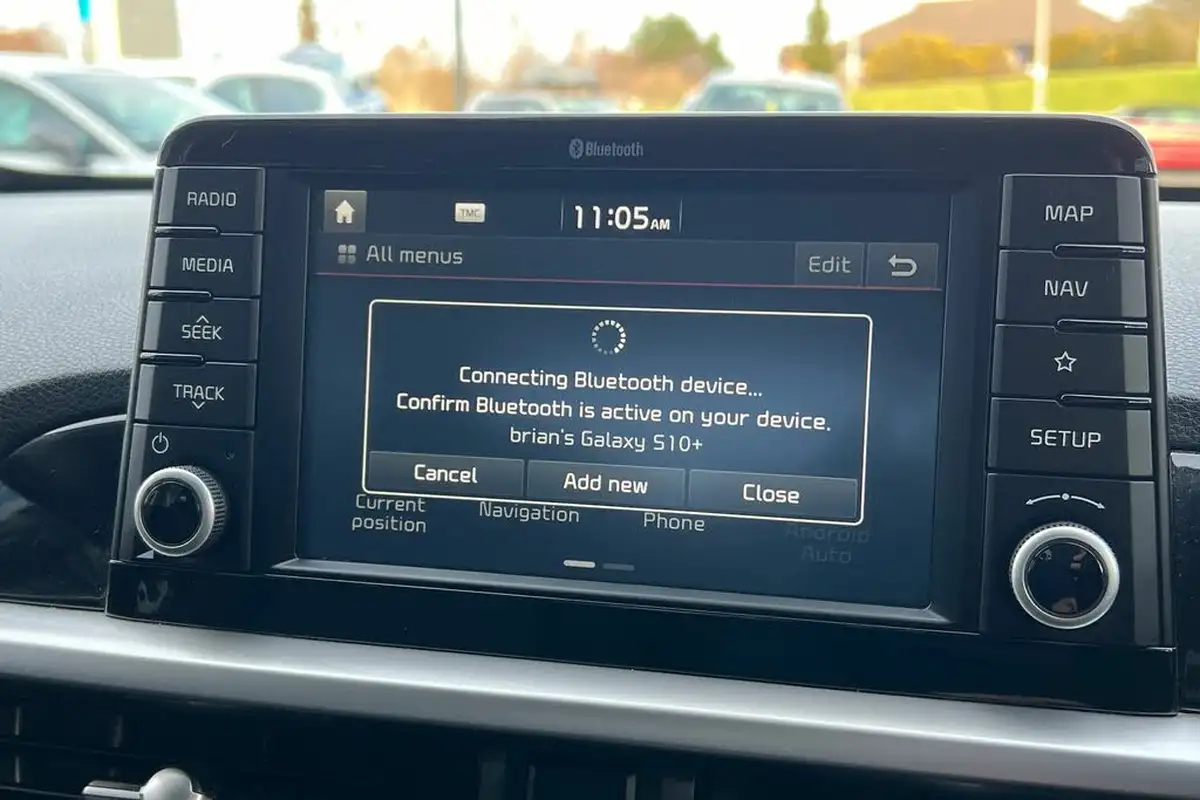 Bluetooth
RADIO
MEDIA
SEEK
TRACK
TMC
11:05AM
All menus
Edit
Connecting Bluetooth device...
Confirm Bluetooth is active on your device.
brian's Galaxy S10+
Cancel
Add new
Close
Current
position
Navigation
Phone
Android
Auto
MAP
NAV
SETUP